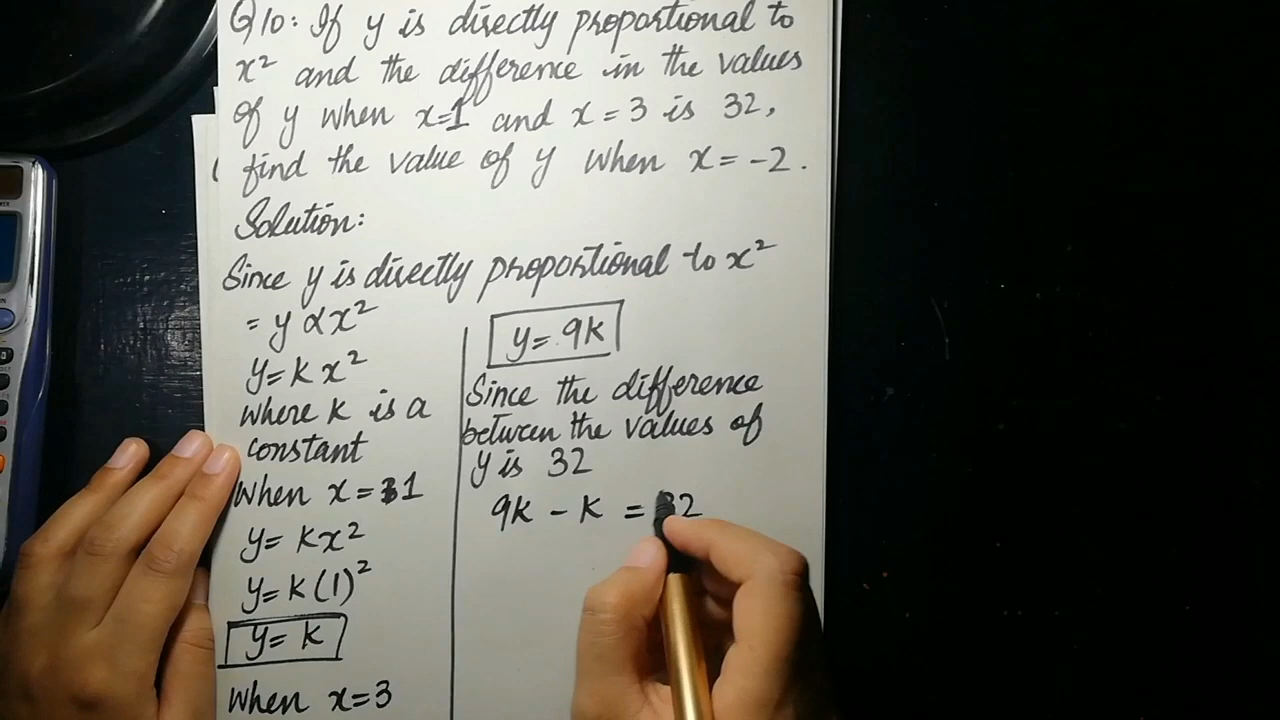 Q10: If y is directly proportional to
x² and the difference in the values
of y when x=1 and x = 3 is 32,
find the value of y when x = -2.
Solution:
Since y is directly proportional to x²
= y ∝ x²
y= k x²
where k is a
constant
when x = 1
y= kx²
y= k(1)²
y= k
when x=3
y= 9k
Since the difference
between the values of
y is 32
9k - k = 32